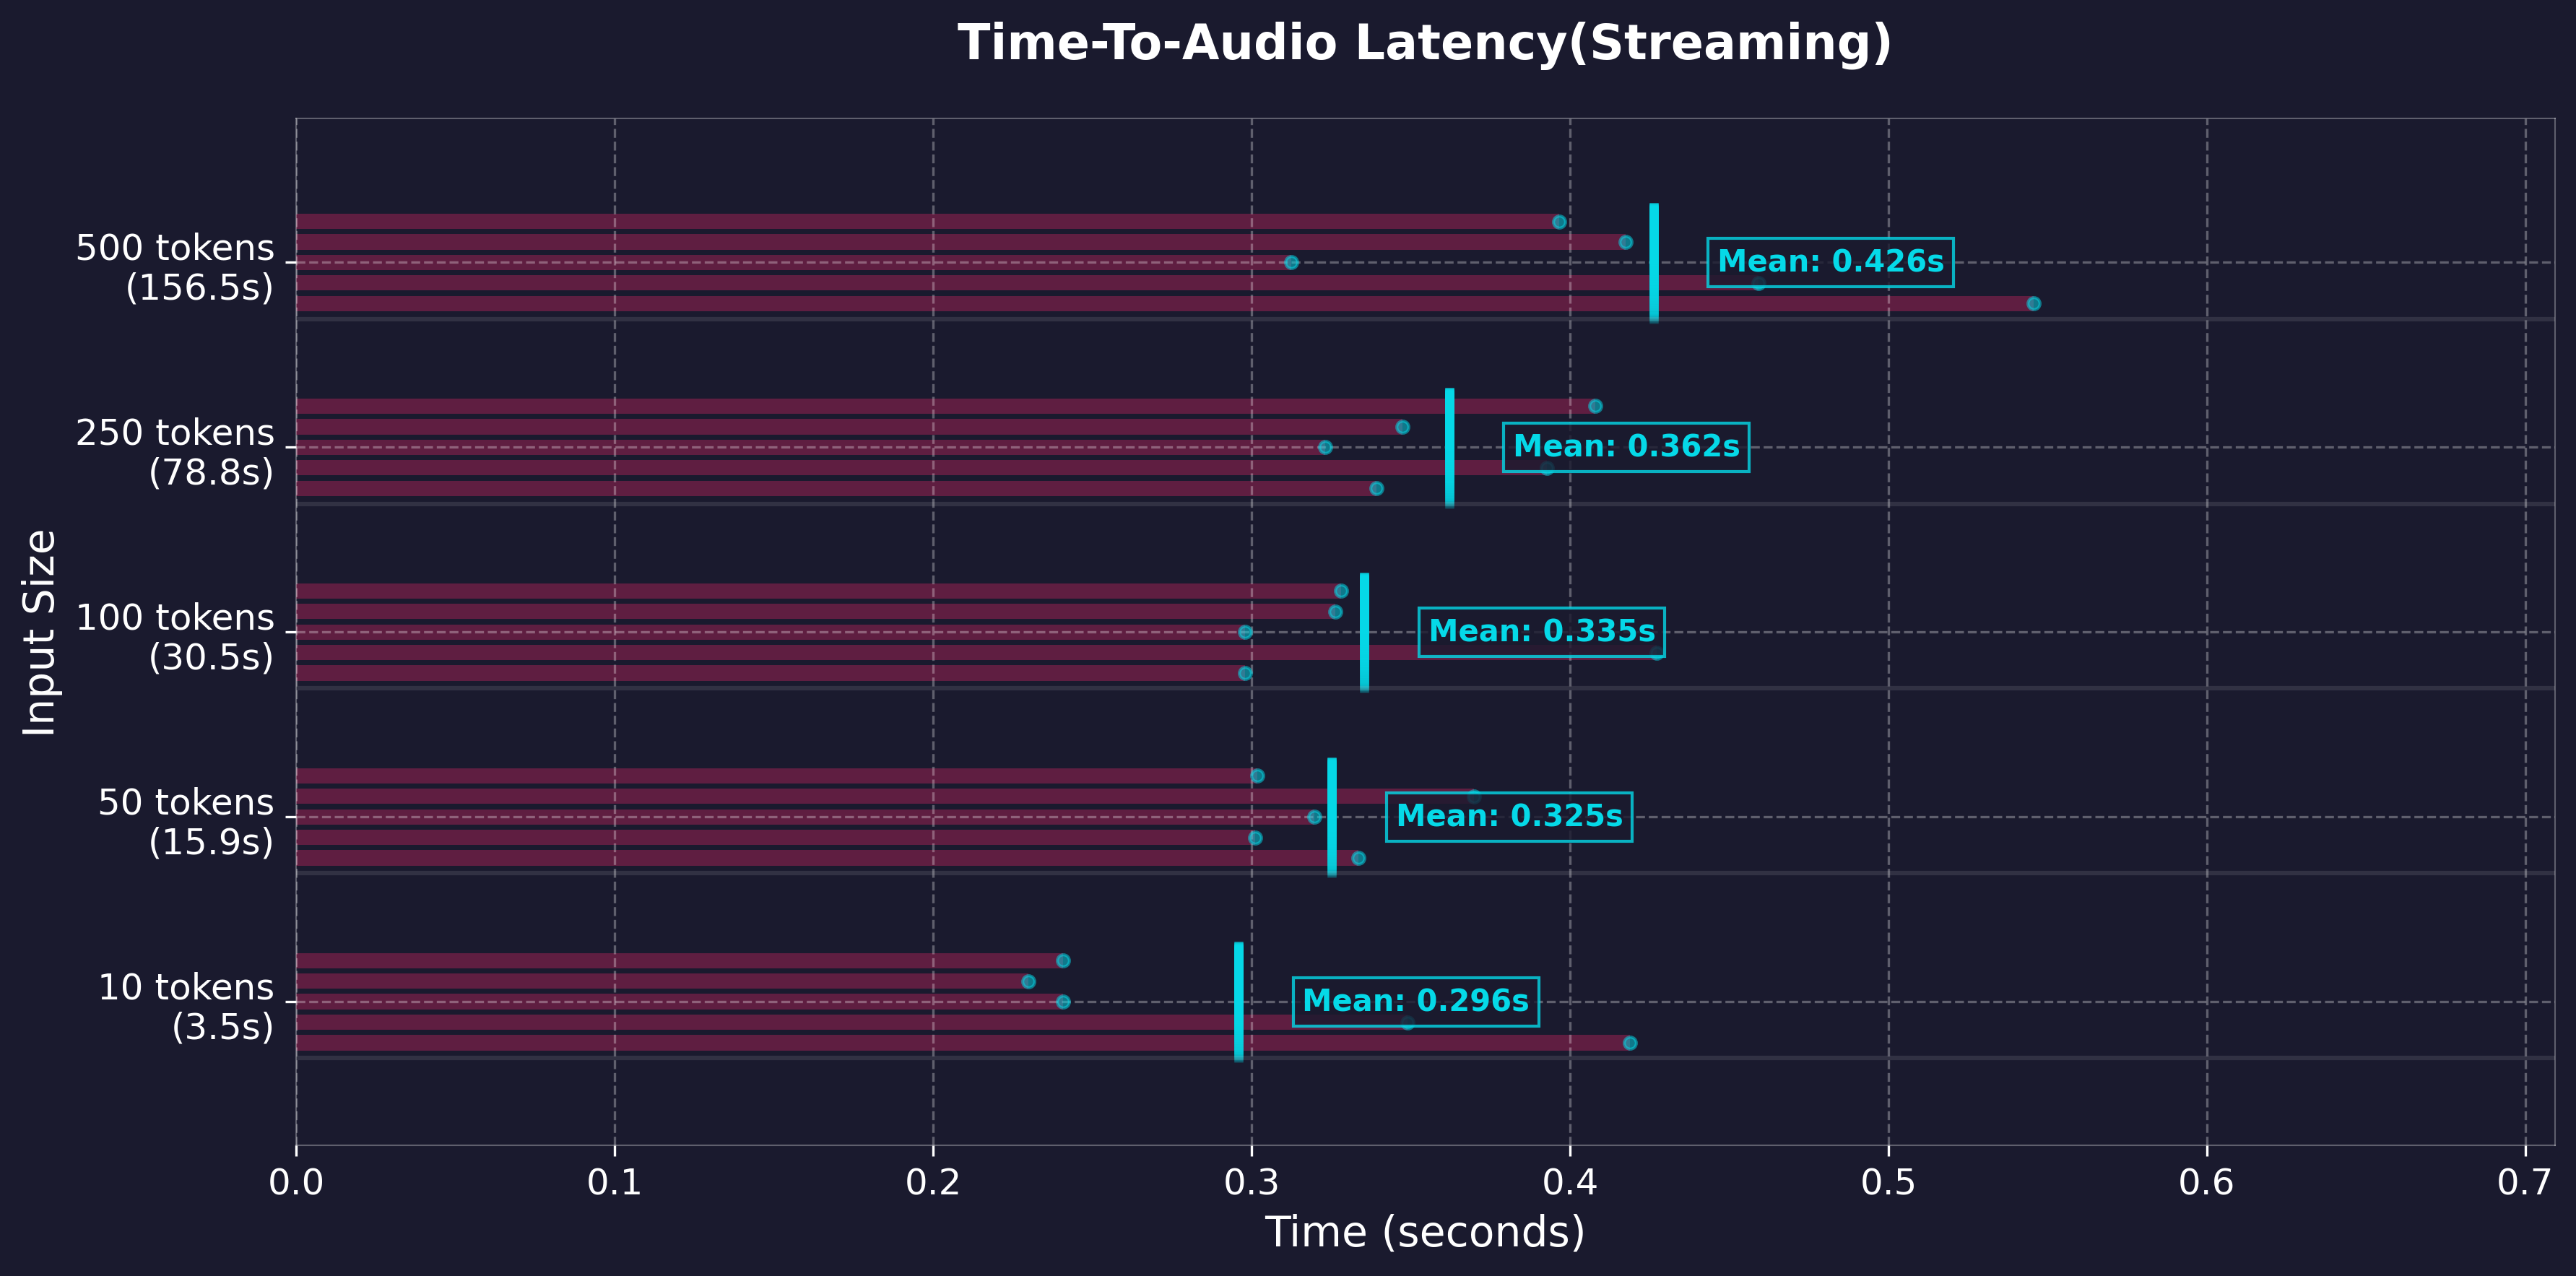 Time-To-Audio Latency(Streaming)
500 tokens
(156.5s)
Mean: 0.426s
250 tokens
(78.8s)
Mean: 0.362s
Input Size
100 tokens
(30.5s)
Mean: 0.335s
50 tokens
(15.9s)
Mean: 0.325s
10 tokens
(3.5s)
Mean: 0.296s
0.0 0.1 0.2 0.3 0.4 0.5 0.6 0.7
Time (seconds)